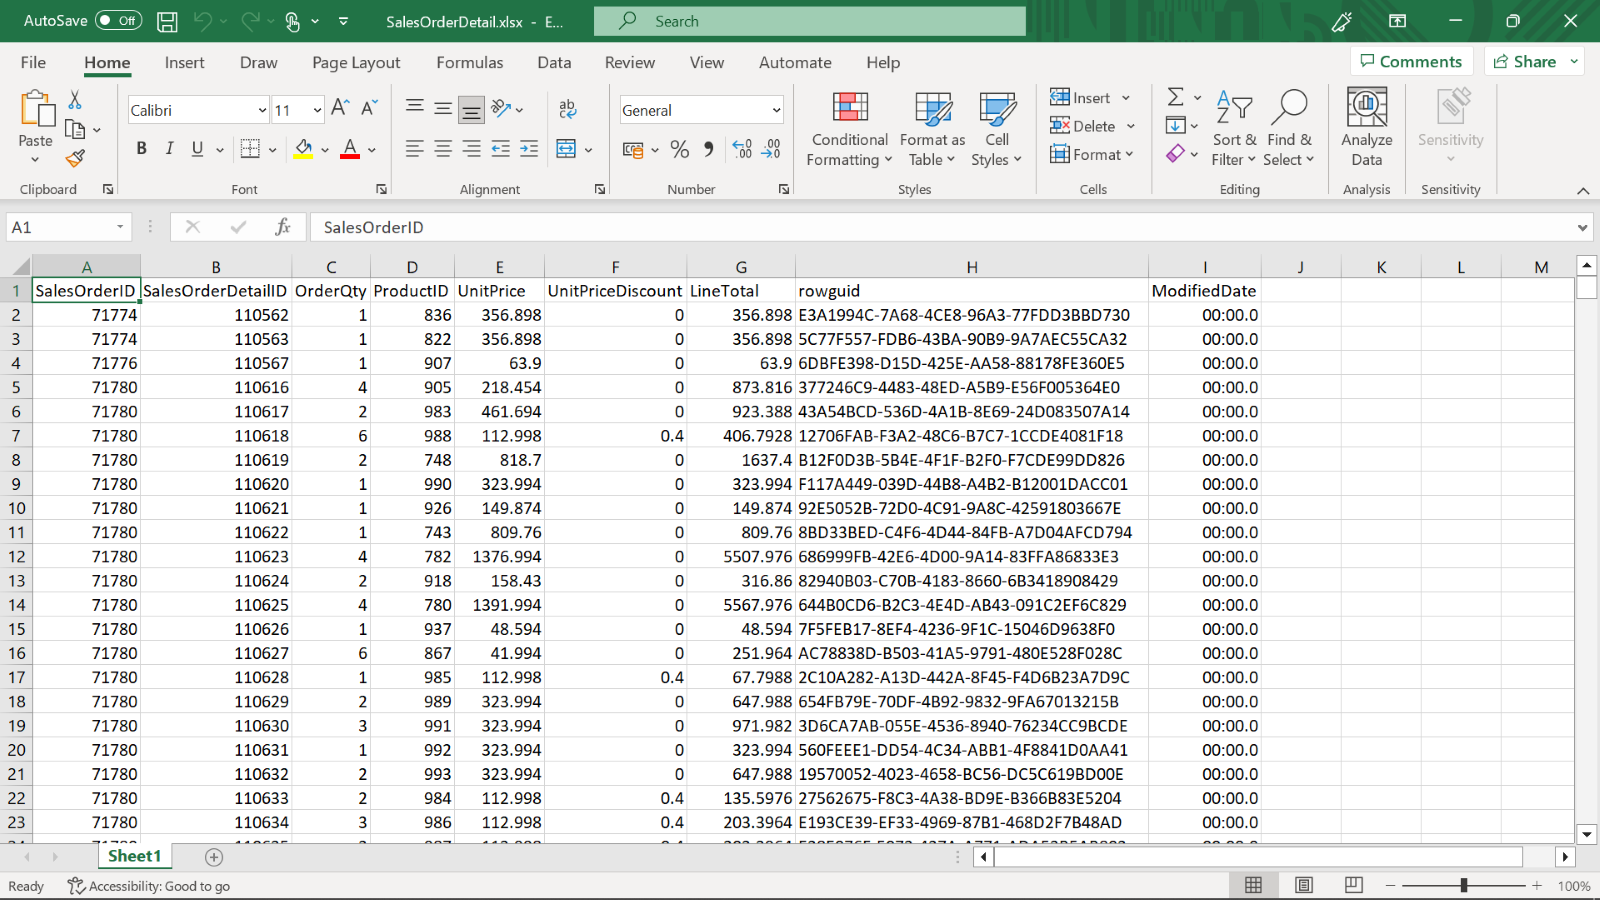 AutoSave Off SalesOrderDetail.xlsx - E... Search
File Home Insert Draw Page Layout Formulas Data Review View Automate Help Comments Share
Paste Calibri 11 General Conditional Formatting Format as Table Cell Styles Insert Delete Format Sort & Filter Find & Select Analyze Data Sensitivity
Clipboard Font Alignment Number Styles Cells Editing Analysis Sensitivity
A1 fx SalesOrderID
A B C D E F G H I J K L M
1 SalesOrderID SalesOrderDetailID OrderQty ProductID UnitPrice UnitPriceDiscount LineTotal rowguid ModifiedDate
2 71774 110562 1 836 356.898 0 356.898 E3A1994C-7A68-4CE8-96A3-77FDD3BBD730 00:00.0
3 71774 110563 1 822 356.898 0 356.898 5C77F557-FDB6-43BA-90B9-9A7AEC55CA32 00:00.0
4 71776 110567 1 907 63.9 0 63.9 6DBFE398-D15D-425E-AA58-88178FE360E5 00:00.0
5 71780 110616 4 905 218.454 0 873.816 377246C9-4483-48ED-A5B9-E56F005364E0 00:00.0
6 71780 110617 2 983 461.694 0 923.388 43A54BCD-536D-4A1B-8E69-24D083507A14 00:00.0
7 71780 110618 6 988 112.998 0.4 406.7928 12706FAB-F3A2-48C6-B7C7-1CCDE4081F18 00:00.0
8 71780 110619 2 748 818.7 0 1637.4 B12F0D3B-5B4E-4F1F-B2F0-F7CDE99DD826 00:00.0
9 71780 110620 1 990 323.994 0 323.994 F117A449-039D-44B8-A4B2-B12001DACC01 00:00.0
10 71780 110621 1 926 149.874 0 149.874 92E5052B-72D0-4C91-9A8C-42591803667E 00:00.0
11 71780 110622 1 743 809.76 0 809.76 8BD33BED-C4F6-4D44-84FB-A7D04AFCD794 00:00.0
12 71780 110623 4 782 1376.994 0 5507.976 686999FB-42E6-4D00-9A14-83FFA86833E3 00:00.0
13 71780 110624 2 918 158.43 0 316.86 82940B03-C70B-4183-8660-6B3418908429 00:00.0
14 71780 110625 4 780 1391.994 0 5567.976 644B0CD6-B2C3-4E4D-AB43-091C2EF6C829 00:00.0
15 71780 110626 1 937 48.594 0 48.594 7F5FEB17-8EF4-4236-9F1C-15046D9638F0 00:00.0
16 71780 110627 6 867 41.994 0 251.964 AC78838D-B503-41A5-9791-480E528F028C 00:00.0
17 71780 110628 1 985 112.998 0.4 67.7988 2C10A282-A13D-442A-8F45-F4D6B23A7D9C 00:00.0
18 71780 110629 2 989 323.994 0 647.988 654FB79E-70DF-4B92-9832-9FA67013215B 00:00.0
19 71780 110630 3 991 323.994 0 971.982 3D6CA7AB-055E-4536-8940-76234CC9BCDE 00:00.0
20 71780 110631 1 992 323.994 0 323.994 560FEEE1-DD54-4C34-ABB1-4F8841D0AA41 00:00.0
21 71780 110632 2 993 323.994 0 647.988 19570052-4023-4658-BC56-DC5C619BD00E 00:00.0
22 71780 110633 2 984 112.998 0.4 135.5976 27562675-F8C3-4A38-BD9E-B366B83E5204 00:00.0
23 71780 110634 3 986 112.998 0.4 203.3964 E193CE39-EF33-4969-87B1-468D2F7B48AD 00:00.0
Sheet1
Ready Accessibility: Good to go 100%